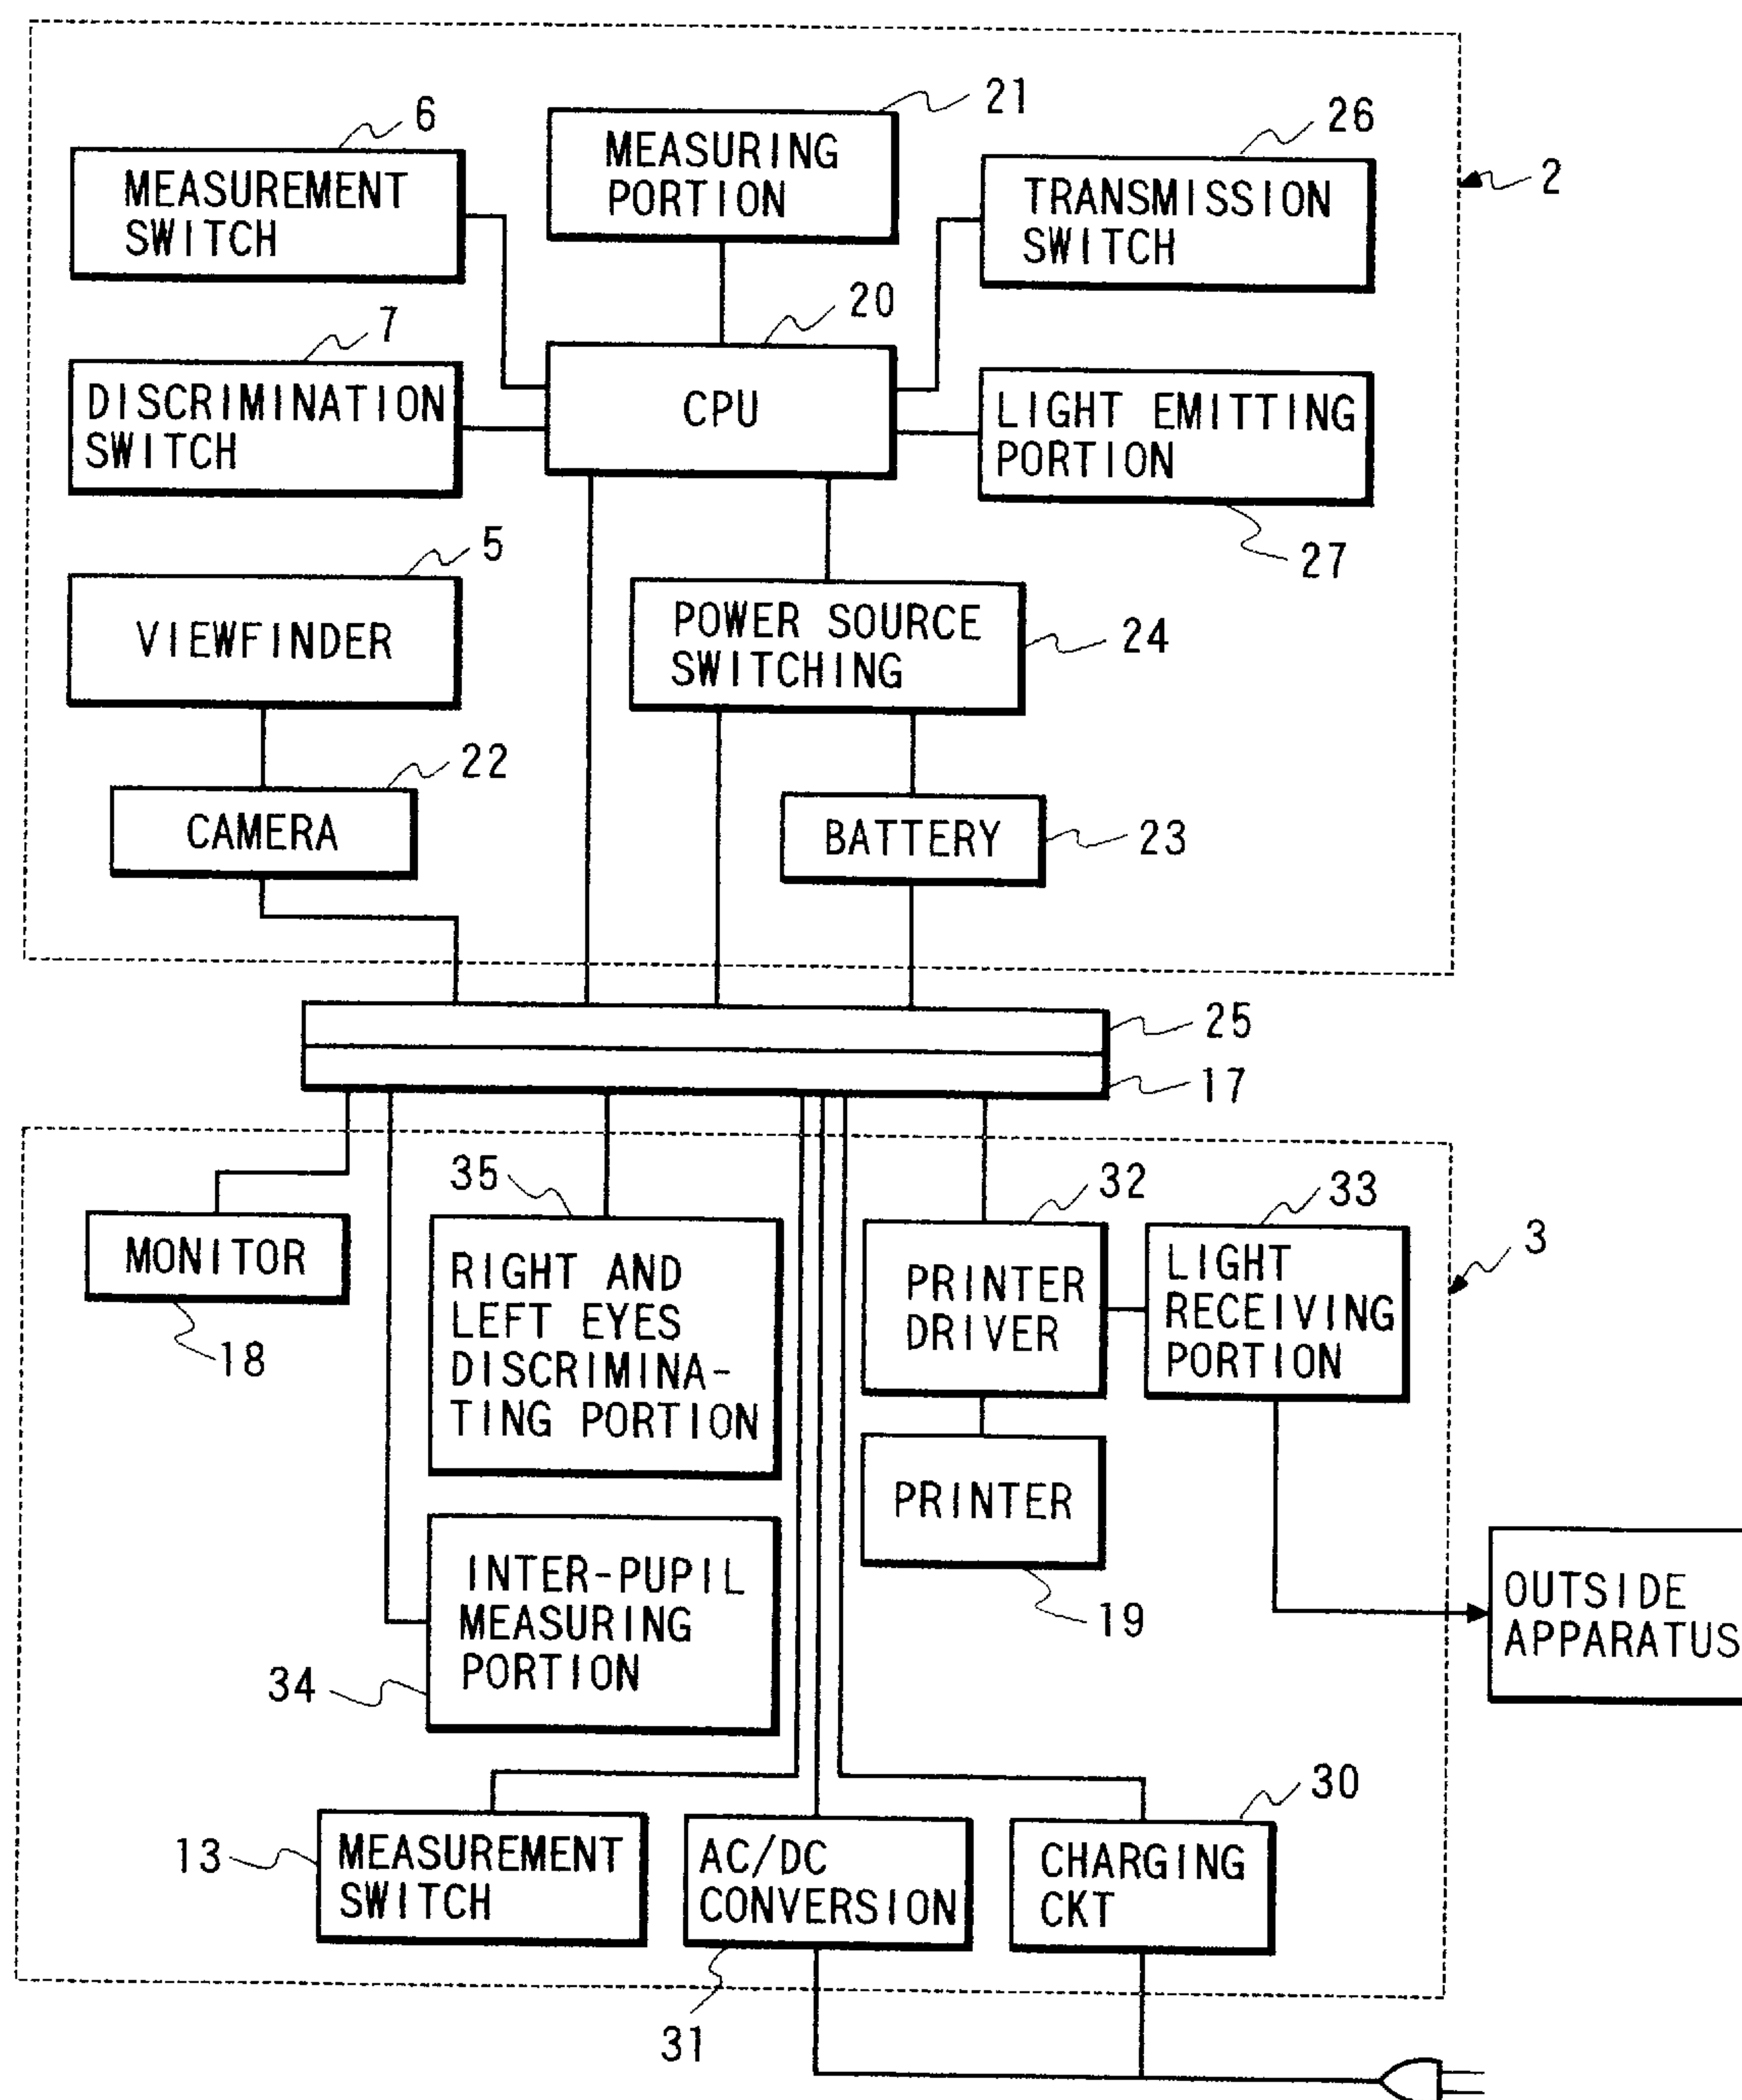 6
MEASUREMENT
SWITCH
21
MEASURING
PORTION
26
TRANSMISSION
SWITCH
2
7
DISCRIMINATION
SWITCH
20
CPU
LIGHT EMITTING
PORTION
27
5
VIEWFINDER
POWER SOURCE
SWITCHING
24
22
CAMERA
BATTERY
23
25
17
MONITOR
18
35
RIGHT AND
LEFT EYES
DISCRIMINA-
TING PORTION
32
PRINTER
DRIVER
33
LIGHT
RECEIVING
PORTION
3
PRINTER
19
INTER-PUPIL
MEASURING
PORTION
34
OUTSIDE
APPARATUS
13
MEASUREMENT
SWITCH
AC/DC
CONVERSION
31
30
CHARGING
CKT